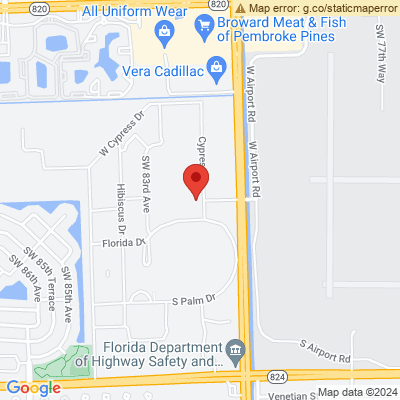 820
All Uniform Wear
Broward Meat & Fish
of Pembroke Pines
Map error: g.co/staticmaperror
820
Vera Cadillac
SW 77th Way
W Airport Rd
W Cypress Dr
Cypress
W Airport Rd
SW 83rd Ave
Hibiscus Dr
Florida Dr
SW 85th Terrace
SW 86th Ave
SW 85th Ave
S Palm Dr
Florida Department
of Highway Safety and...
S Airport Rd
824
Google
Map data ©2024
Venetian S